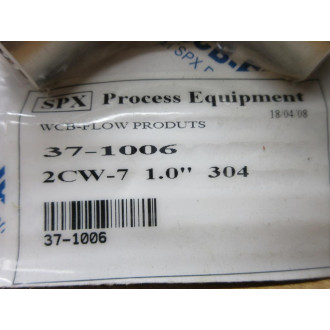 SPX Process Equipment
18/04/08
WCB-FLOW PRODUTS
37-1006
2CW-7 1.0" 304
37-1006